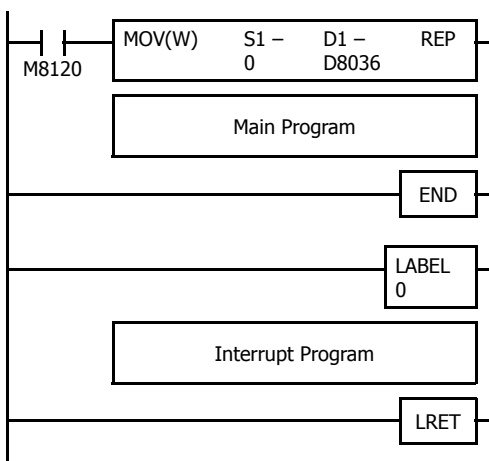 MOV(W) S1 – D1 – REP
0 D8036
M8120
Main Program
END
LABEL
0
Interrupt Program
LRET